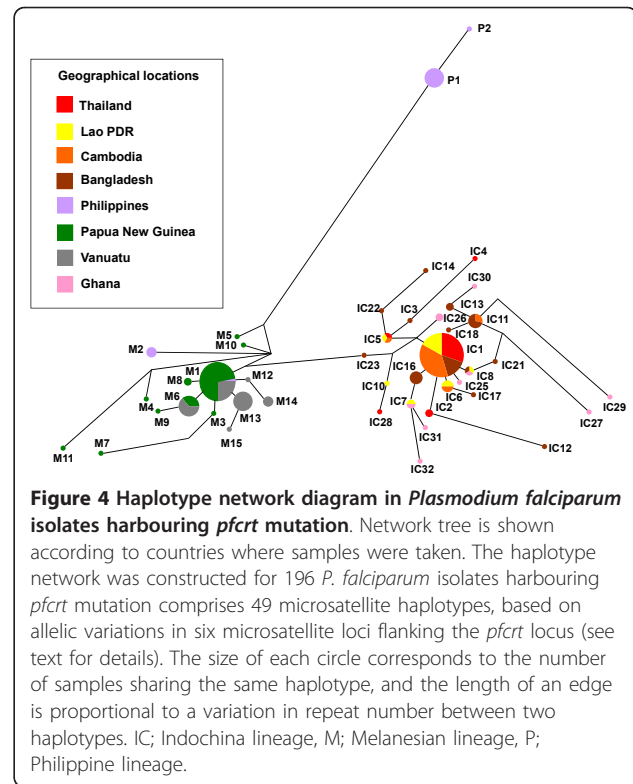 P2
P1
Geographical locations
Thailand
Lao PDR
Cambodia
Bangladesh
Philippines
Papua New Guinea
Vanuatu
Ghana
IC4
IC14
IC30
IC22
IC3
IC13
IC26
IC11
M5
M10
IC5
IC18
IC1
M2
IC23
IC16
IC8
IC21
M1
M8
M12
IC10
IC25
IC29
M6
M13
M14
IC6
IC17
M4
M9
M3
IC7
IC2
IC28
IC27
M15
IC31
M11
M7
IC12
IC32
Figure 4 Haplotype network diagram in Plasmodium falciparum
isolates harbouring pfcrt mutation. Network tree is shown
according to countries where samples were taken. The haplotype
network was constructed for 196 P. falciparum isolates harbouring
pfcrt mutation comprises 49 microsatellite haplotypes, based on
allelic variations in six microsatellite loci flanking the pfcrt locus (see
text for details). The size of each circle corresponds to the number
of samples sharing the same haplotype, and the length of an edge
is proportional to a variation in repeat number between two
haplotypes. IC; Indochina lineage, M; Melanesian lineage, P;
Philippine lineage.